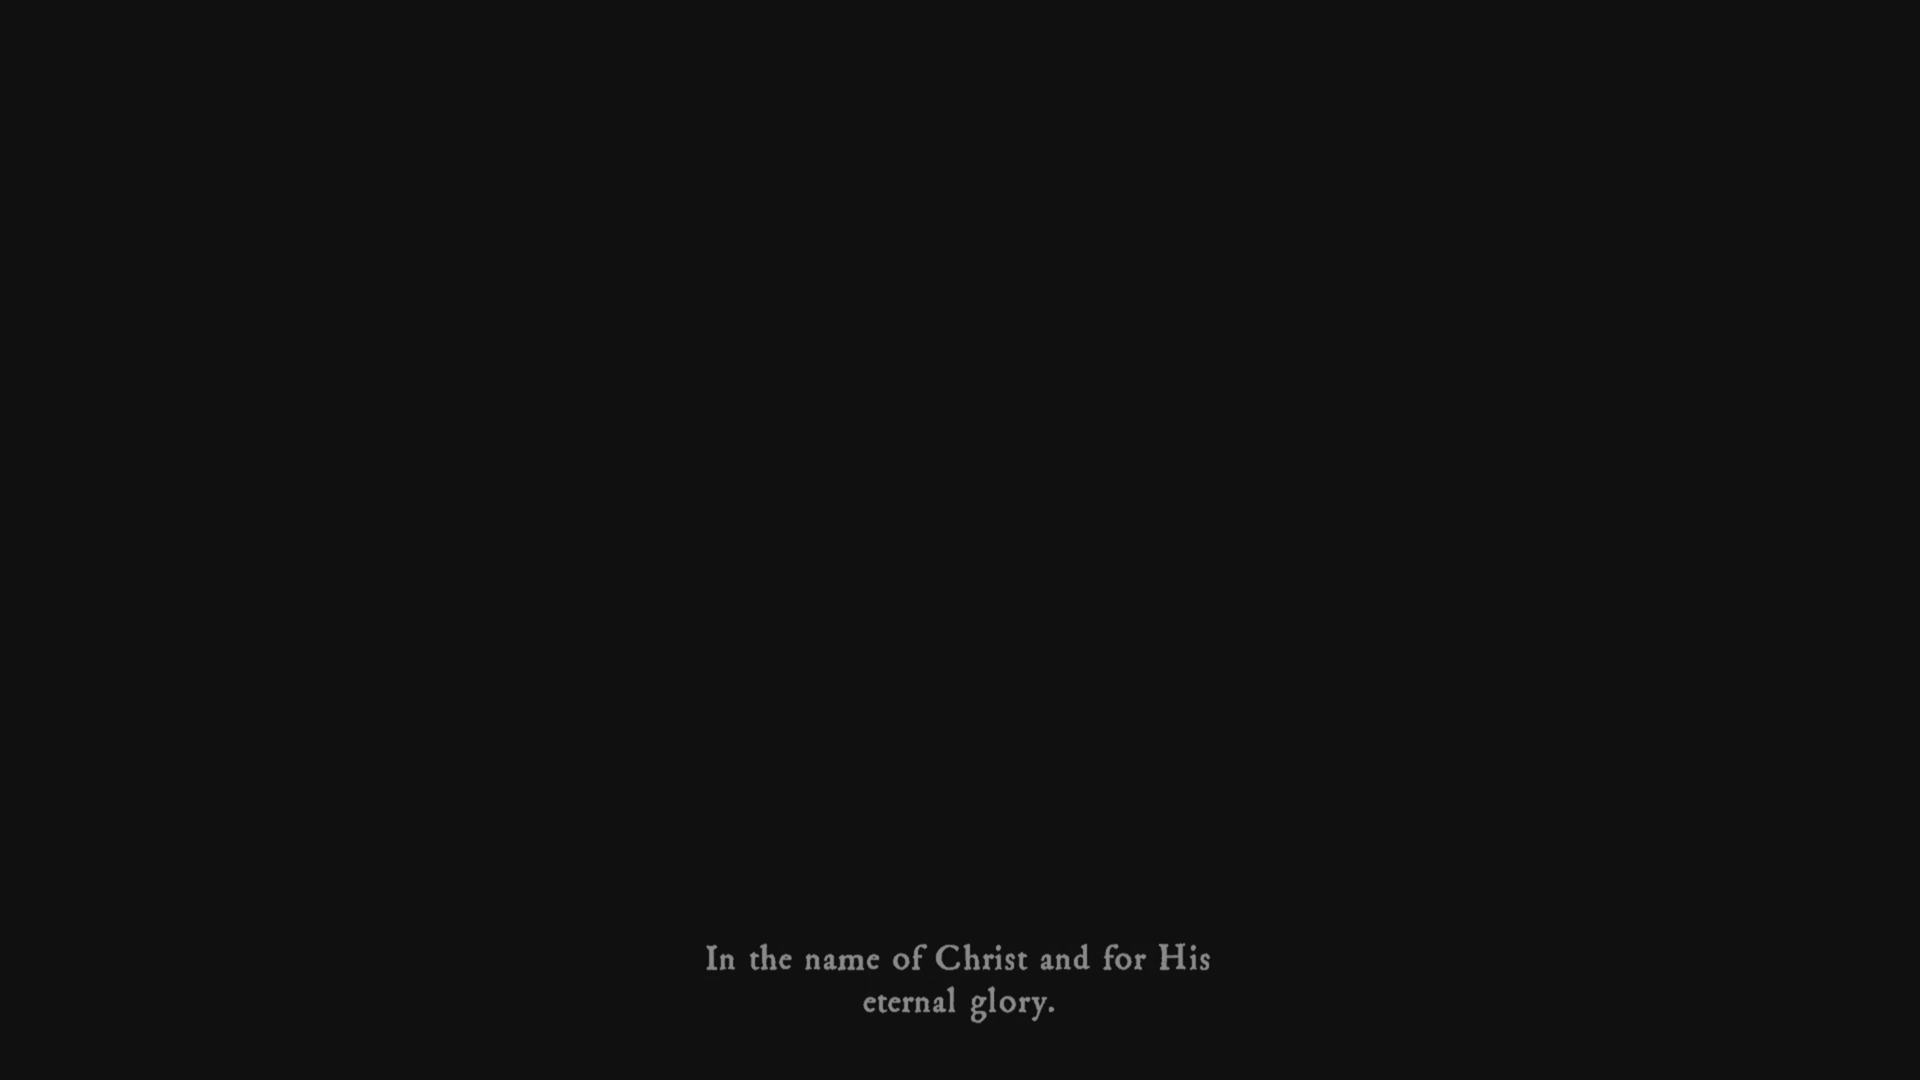 In the name of Christ and for His
eternal glory.